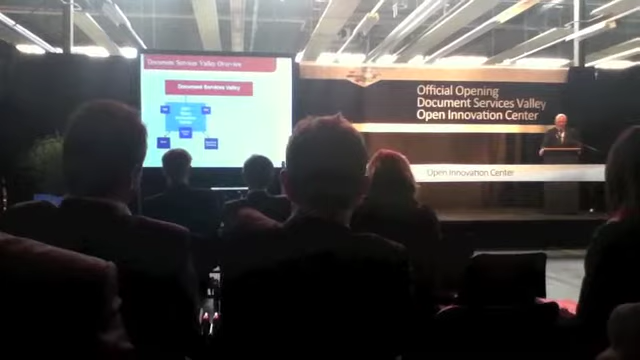 Document Services Valley Overview
Document Services Valley
Official Opening
Document Services Valley
Open Innovation Center
Open Innovation Center